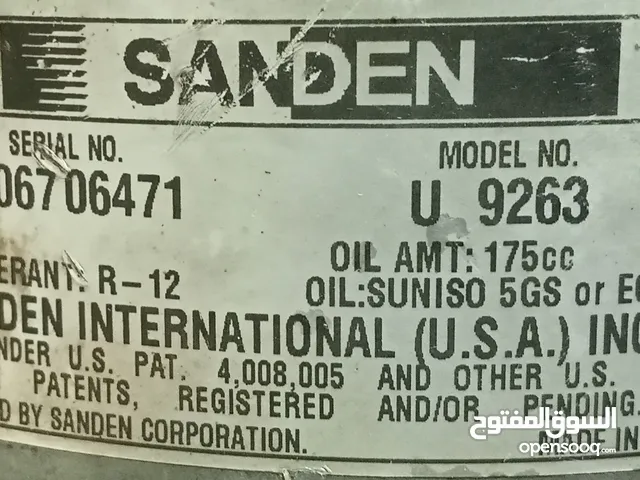 SANDEN
SERIAL NO. MODEL NO.
06706471 U 9263
OIL AMT: 175cc
ERANT: R-12 OIL:SUNISO 5GS or E
DEN INTERNATIONAL (U.S.A.) INC
NDER U.S. PAT. 4,008,005 AND OTHER U.S.
PATENTS, REGISTERED AND/OR PENDING.
D BY SANDEN CORPORATION. MADE IN
السوق المفتوح
opensooq.com